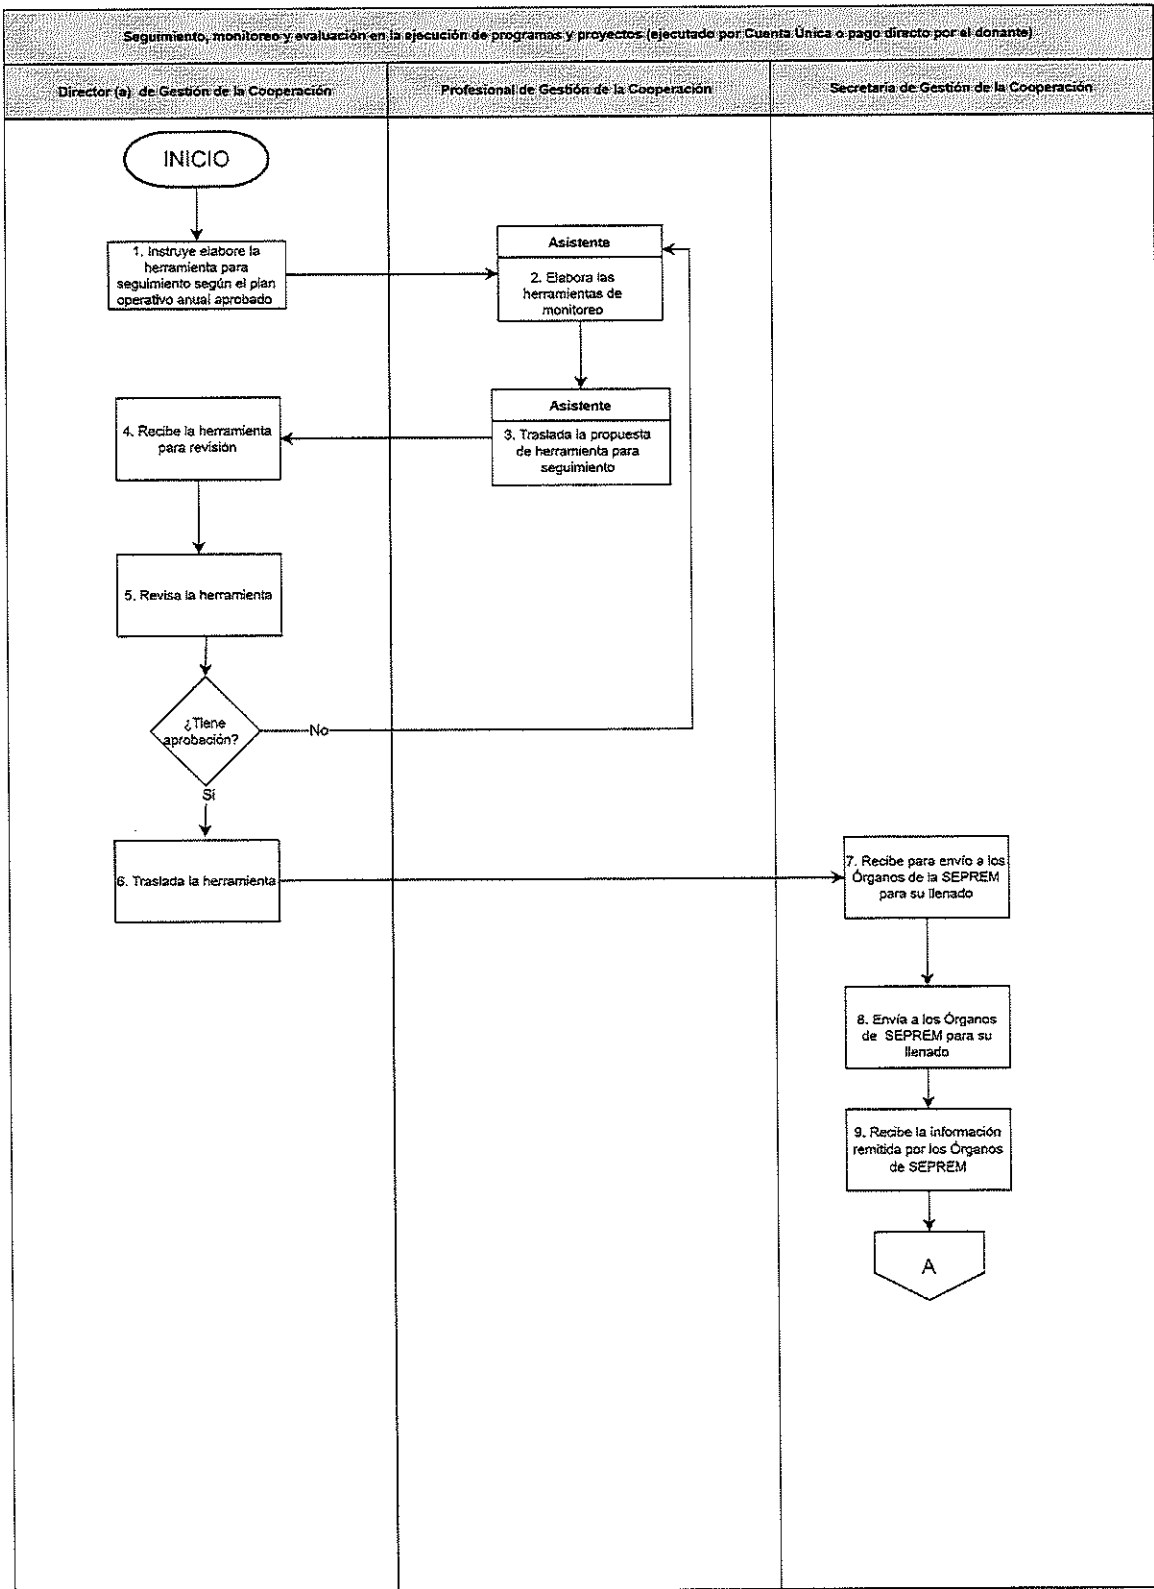 Seguimiento, monitoreo y evaluación en la ejecución de programas y proyectos (ejecutado por Cuenta Única o pago directo por el donante)
Director (a) de Gestión de la Cooperación
Profesional de Gestión de la Cooperación
Secretaria de Gestión de la Cooperación
INICIO
1. Instruye elabore la
herramienta para
seguimiento según el plan
operativo anual aprobado
Asistente
2. Elabora las
herramientas de
monitoreo
Asistente
3. Traslada la propuesta
de herramienta para
seguimiento
4. Recibe la herramienta
para revisión
5. Revisa la herramienta
¿Tiene
aprobación?
No
Si
6. Traslada la herramienta
7. Recibe para envío a los
Órganos de la SEPREM
para su llenado
8. Envía a los Órganos
de SEPREM para su
llenado
9. Recibe la información
remitida por los Órganos
de SEPREM
A